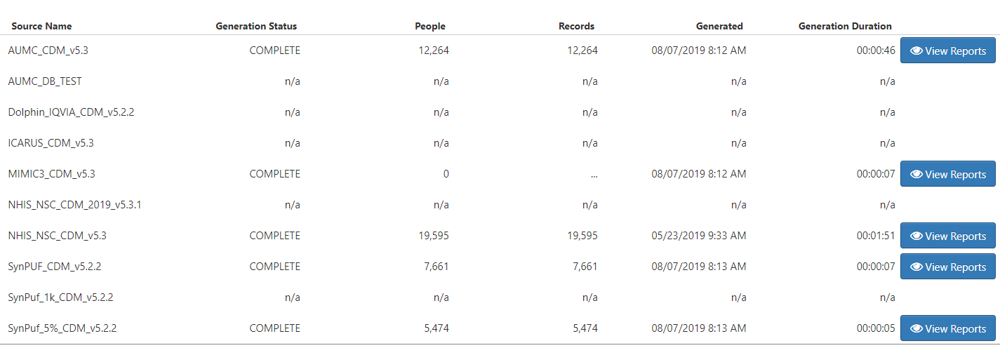 Source Name Generation Status People Records Generated Generation Duration
AUMC_CDM_v5.3 COMPLETE 12,264 12,264 08/07/2019 8:12 AM 00:00:46 View Reports
AUMC_DB_TEST n/a n/a n/a n/a n/a
Dolphin_IQVIA_CDM_v5.2.2 n/a n/a n/a n/a n/a
ICARUS_CDM_v5.3 n/a n/a n/a n/a n/a
MIMIC3_CDM_v5.3 COMPLETE 0 ... 08/07/2019 8:12 AM 00:00:07 View Reports
NHIS_NSC_CDM_2019_v5.3.1 n/a n/a n/a n/a n/a
NHIS_NSC_CDM_v5.3 COMPLETE 19,595 19,595 05/23/2019 9:33 AM 00:01:51 View Reports
SynPUF_CDM_v5.2.2 COMPLETE 7,661 7,661 08/07/2019 8:13 AM 00:00:07 View Reports
SynPuf_1k_CDM_v5.2.2 n/a n/a n/a n/a n/a
SynPuf_5%_CDM_v5.2.2 COMPLETE 5,474 5,474 08/07/2019 8:13 AM 00:00:05 View Reports